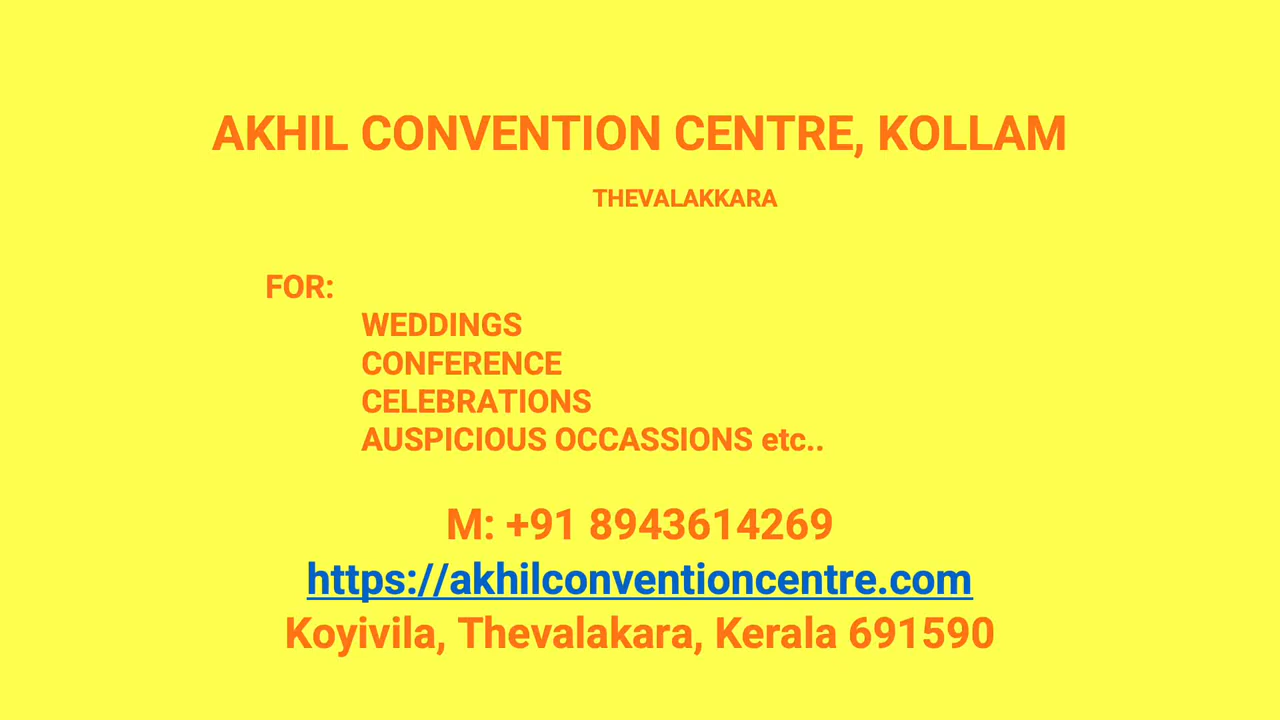 AKHIL CONVENTION CENTRE, KOLLAM
THEVALAKKARA
FOR:
WEDDINGS
CONFERENCE
CELEBRATIONS
AUSPICIOUS OCCASSIONS etc..
M: +91 8943614269
https://akhilconventioncentre.com
Koyivila, Thevalakara, Kerala 691590